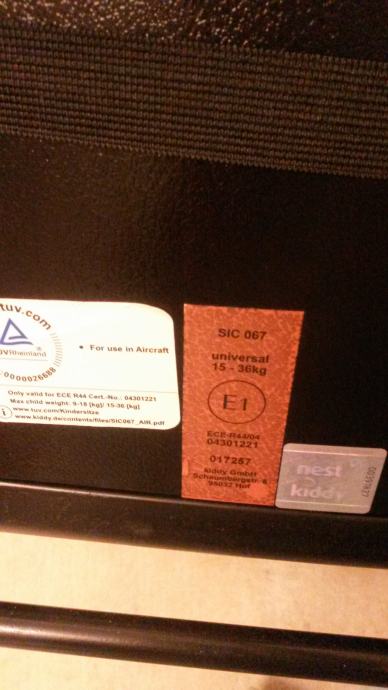 tuv.com
TÜVRheinland
®
0000026688
• For use in Aircraft
Only valid for ECE R44 Cert.-No.: 04301221
Max child weight: 9-18 [kg]/ 15-36 [kg]
www.tuv.com/Kindersitze
i
www.kiddy.de/contents/files/SIC067_AIR.pdf
SIC 067
universal
15 - 36kg
E1
ECE-R44/04
04301221
017257
kiddy GmbH
Schaumbergstr. 8
95032 Hof
nest
kiddy